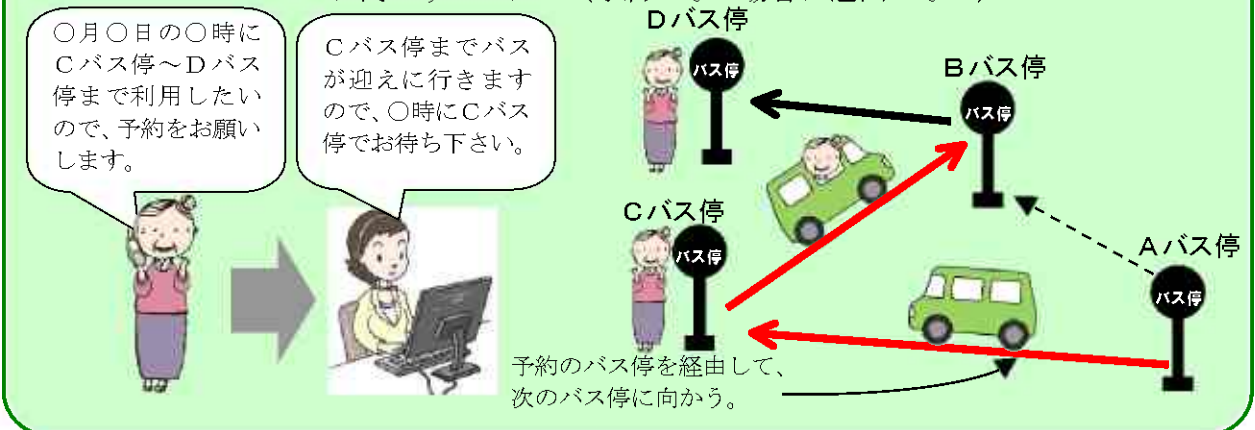 ○月○日の○時に
Cバス停～Dバス
停まで利用したい
ので、予約をお願い
します。
Cバス停までバス
が迎えに行きます
ので、○時にCバス
停でお待ち下さい。
Dバス停
バス停
Bバス停
バス停
Cバス停
バス停
Aバス停
バス停
予約のバス停を経由して、
次のバス停に向かう。